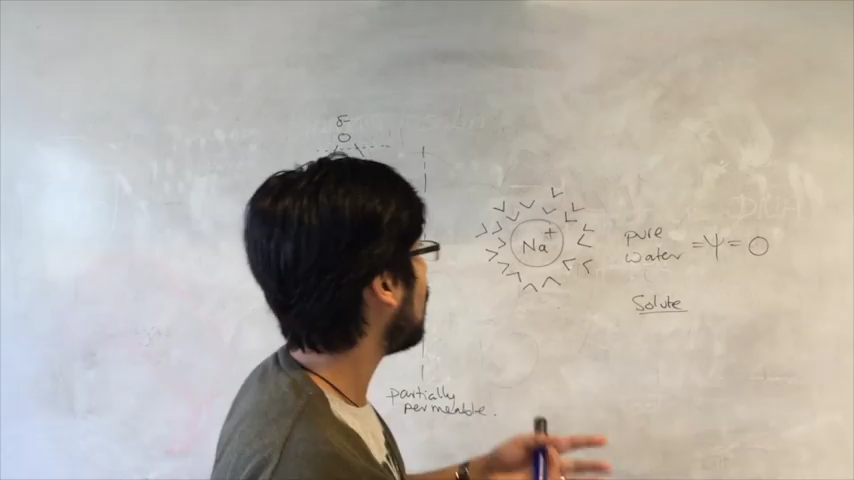 δ-
O
Na+
pure
water = Ψ = O
Solute
partially
permeable.